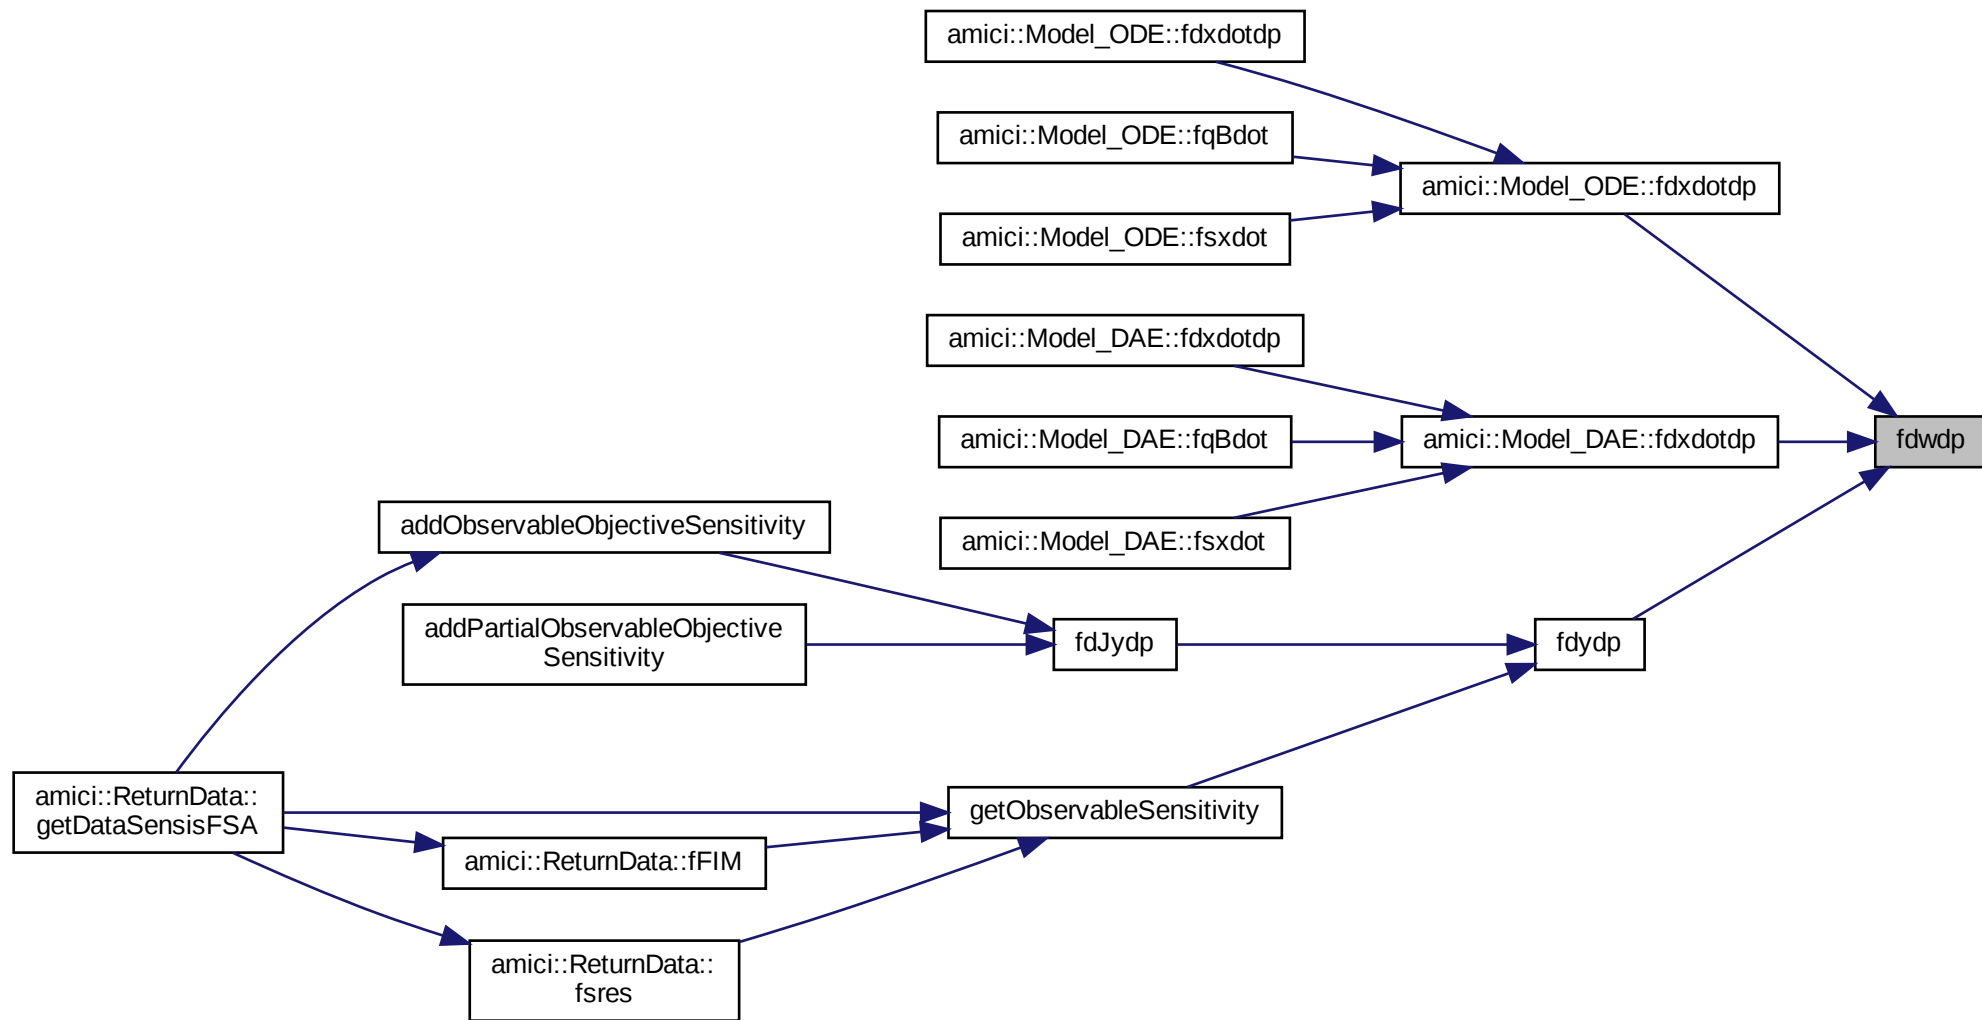 amici::Model_ODE::fdxdotdp
amici::Model_ODE::fqBdot
amici::Model_ODE::fdxdotdp
amici::Model_ODE::fsxdot
amici::Model_DAE::fdxdotdp
amici::Model_DAE::fqBdot
amici::Model_DAE::fdxdotdp
fdwdp
addObservableObjectiveSensitivity
amici::Model_DAE::fsxdot
addPartialObservableObjective
Sensitivity
fdJydp
fdydp
amici::ReturnData::
getDataSensisFSA
getObservableSensitivity
amici::ReturnData::fFIM
amici::ReturnData::
fsres